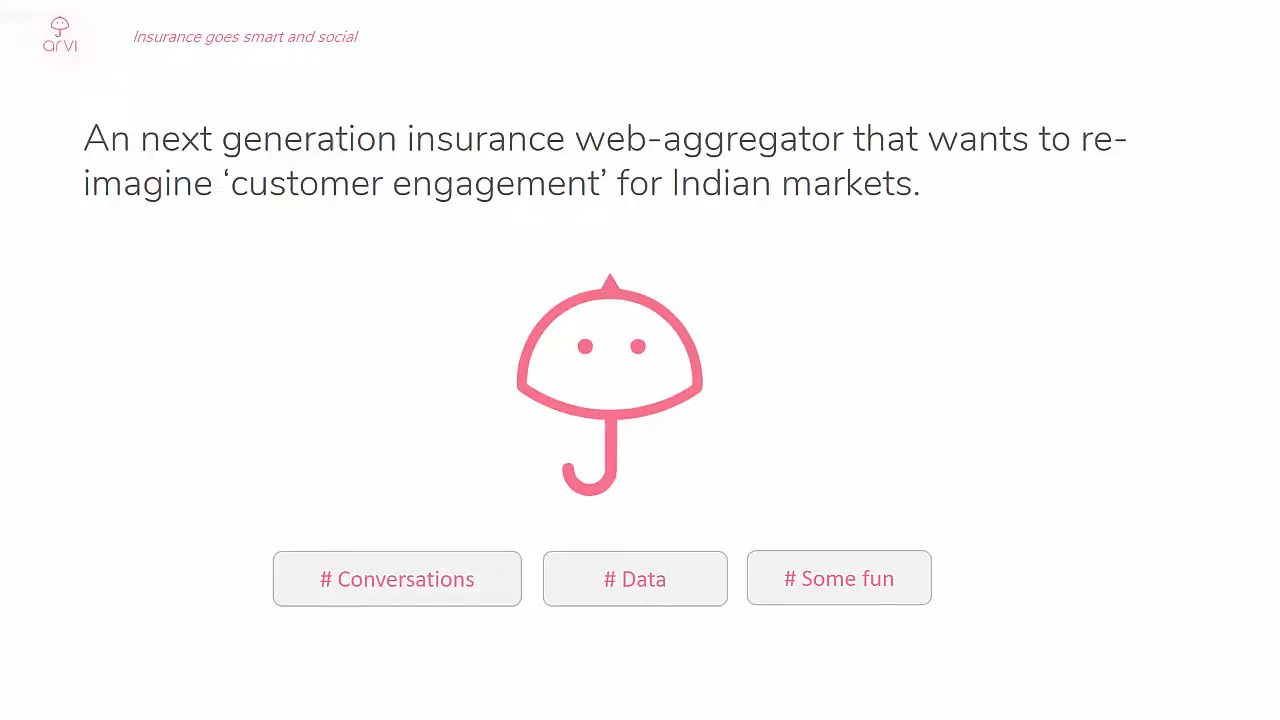 arvi
Insurance goes smart and social
An next generation insurance web-aggregator that wants to re-
imagine ‘customer engagement’ for Indian markets.
# Conversations
# Data
# Some fun